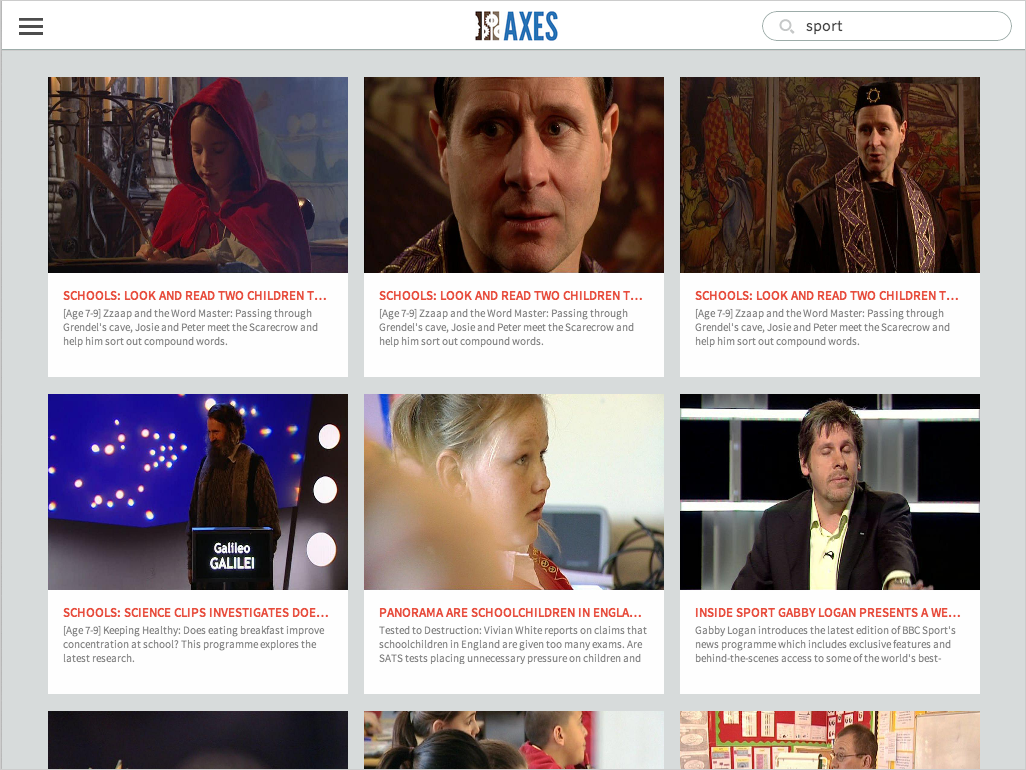 AXES
sport
SCHOOLS: LOOK AND READ TWO CHILDREN T...
[Age 7-9] Zzaap and the Word Master: Passing through
Grendel's cave, Josie and Peter meet the Scarecrow and
help him sort out compound words.
SCHOOLS: LOOK AND READ TWO CHILDREN T...
[Age 7-9] Zzaap and the Word Master: Passing through
Grendel's cave, Josie and Peter meet the Scarecrow and
help him sort out compound words.
SCHOOLS: LOOK AND READ TWO CHILDREN T...
[Age 7-9] Zzaap and the Word Master: Passing through
Grendel's cave, Josie and Peter meet the Scarecrow and
help him sort out compound words.
Galileo
GALILEI
SCHOOLS: SCIENCE CLIPS INVESTIGATES DOE...
[Age 7-9] Keeping Healthy: Does eating breakfast improve
concentration at school? This programme explores the
latest research.
PANORAMA ARE SCHOOLCHILDREN IN ENGLA...
Tested to Destruction: Vivian White reports on claims that
schoolchildren in England are given too many exams. Are
SATS tests placing unnecessary pressure on children and
INSIDE SPORT GABBY LOGAN PRESENTS A WE...
Gabby Logan introduces the latest edition of BBC Sport's
news programme which includes exclusive features and
behind-the-scenes access to some of the world's best-